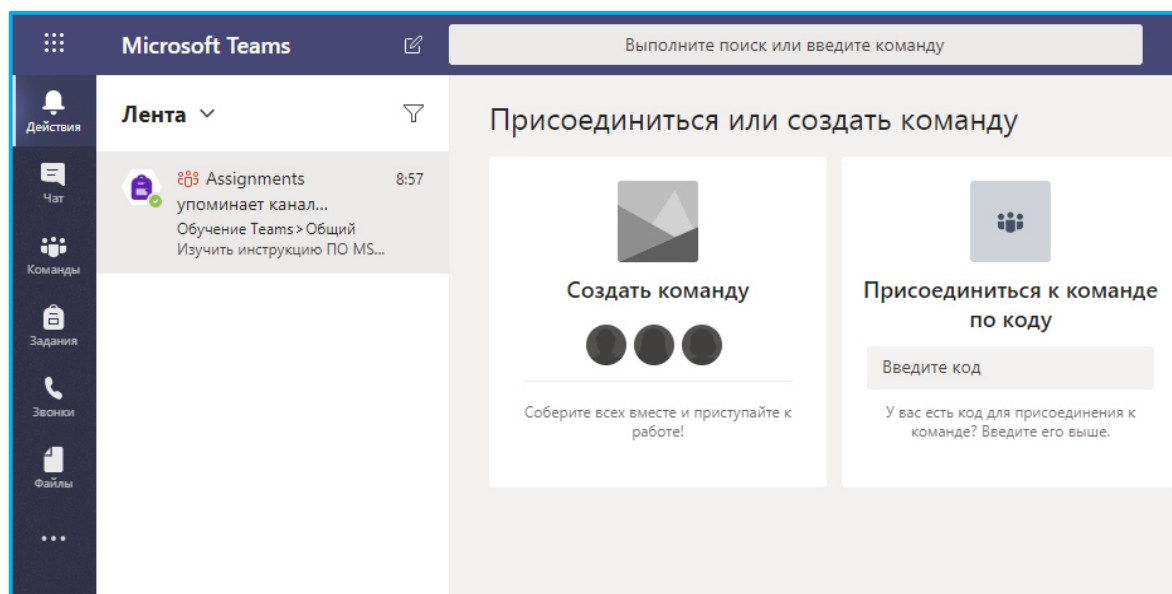 Microsoft Teams
Выполните поиск или введите команду
Действия
Чат
Команды
Задания
Звонки
Файлы
Лента
Assignments 8:57
упоминает канал...
Обучение Teams > Общий
Изучить инструкцию ПО MS...
Присоединиться или создать команду
Создать команду
Соберите всех вместе и приступайте к
работе!
Присоединиться к команде
по коду
Введите код
У вас есть код для присоединения к
команде? Введите его выше.